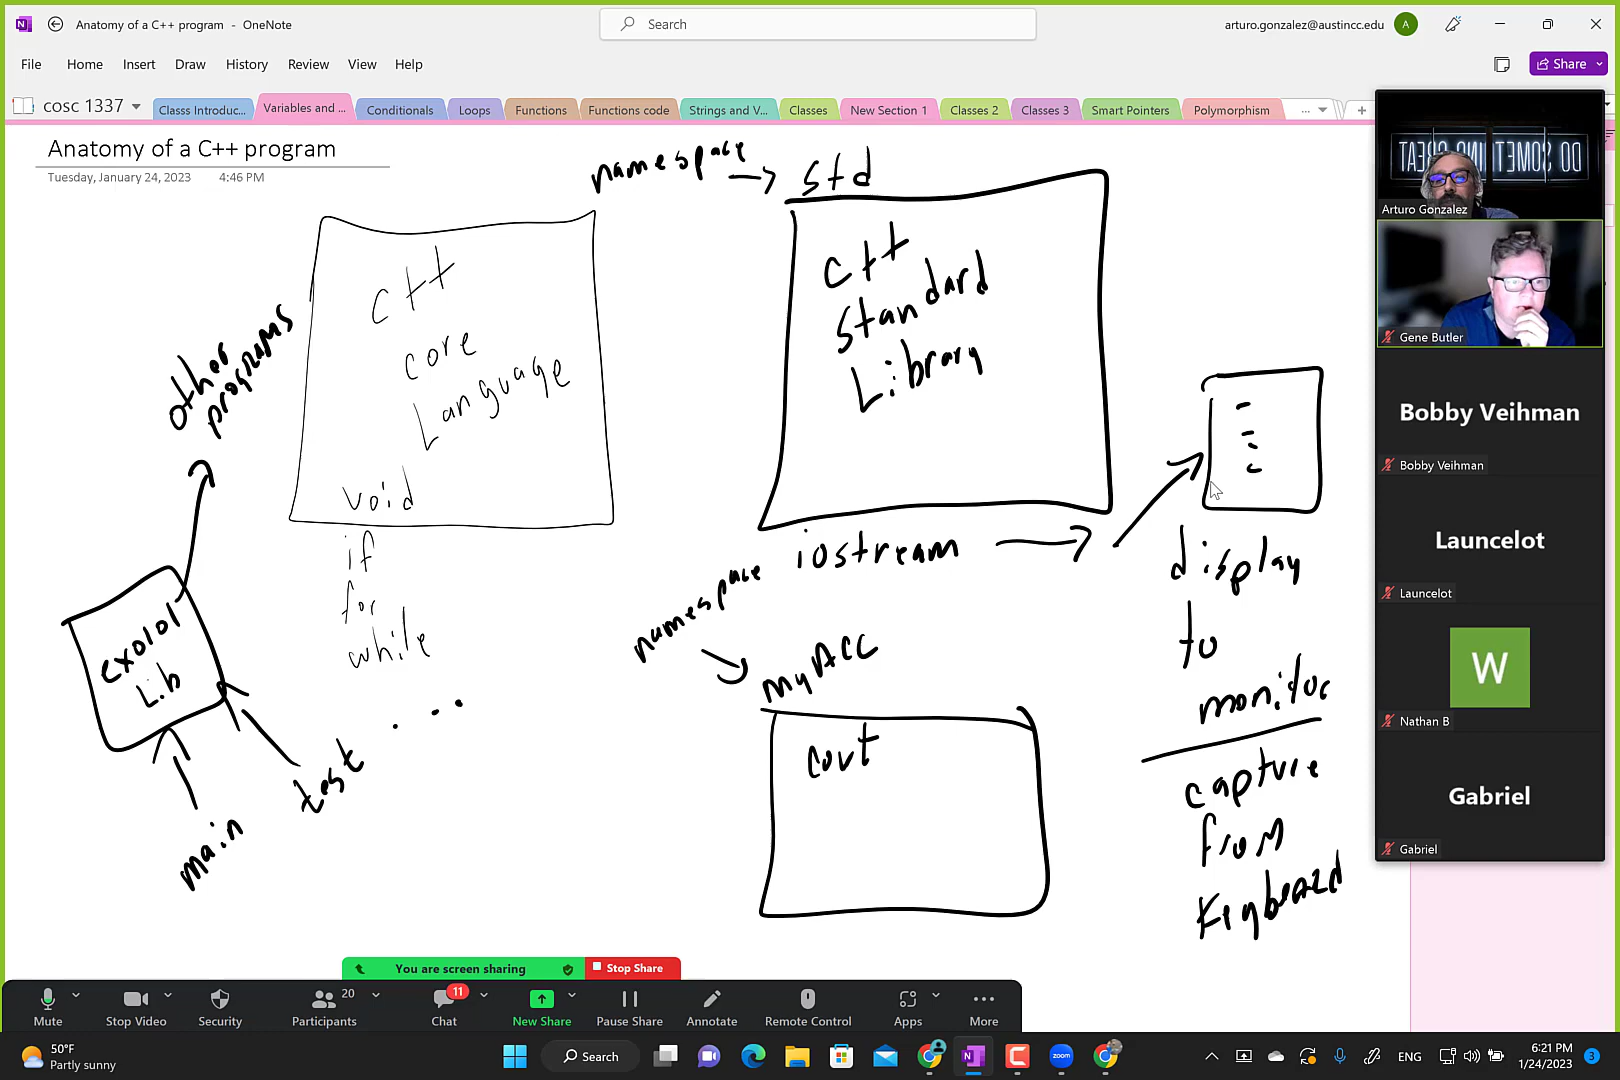 Anatomy of a C++ program - OneNote
Search
arturo.gonzalez@austincc.edu
A
File
Home
Insert
Draw
History
Review
View
Help
Share
cosc 1337
Classs Introduc...
Variables and ...
Conditionals
Loops
Functions
Functions code
Strings and V...
Classes
New Section 1
Classes 2
Classes 3
Smart Pointers
Polymorphism
...
Anatomy of a C++ program
Tuesday, January 24, 2023 4:46 PM
namespace
std
C++
core
Language
void
if
for
while
C++
Standard
Library
iostream
other
programs
Lib
main
test
namespace
myACC
cout
display
to
monitor
capture
from
Keyboard
DO SOMETHING GREAT
Arturo Gonzalez
Gene Butler
Bobby Veihman
Bobby Veihman
Launcelot
Launcelot
W
Nathan B
Gabriel
Gabriel
You are screen sharing
Stop Share
Mute
Stop Video
Security
Participants
20
Chat
11
New Share
Pause Share
Annotate
Remote Control
Apps
More
50°F
Partly sunny
Search
zoom
ENG
6:21 PM
1/24/2023
3